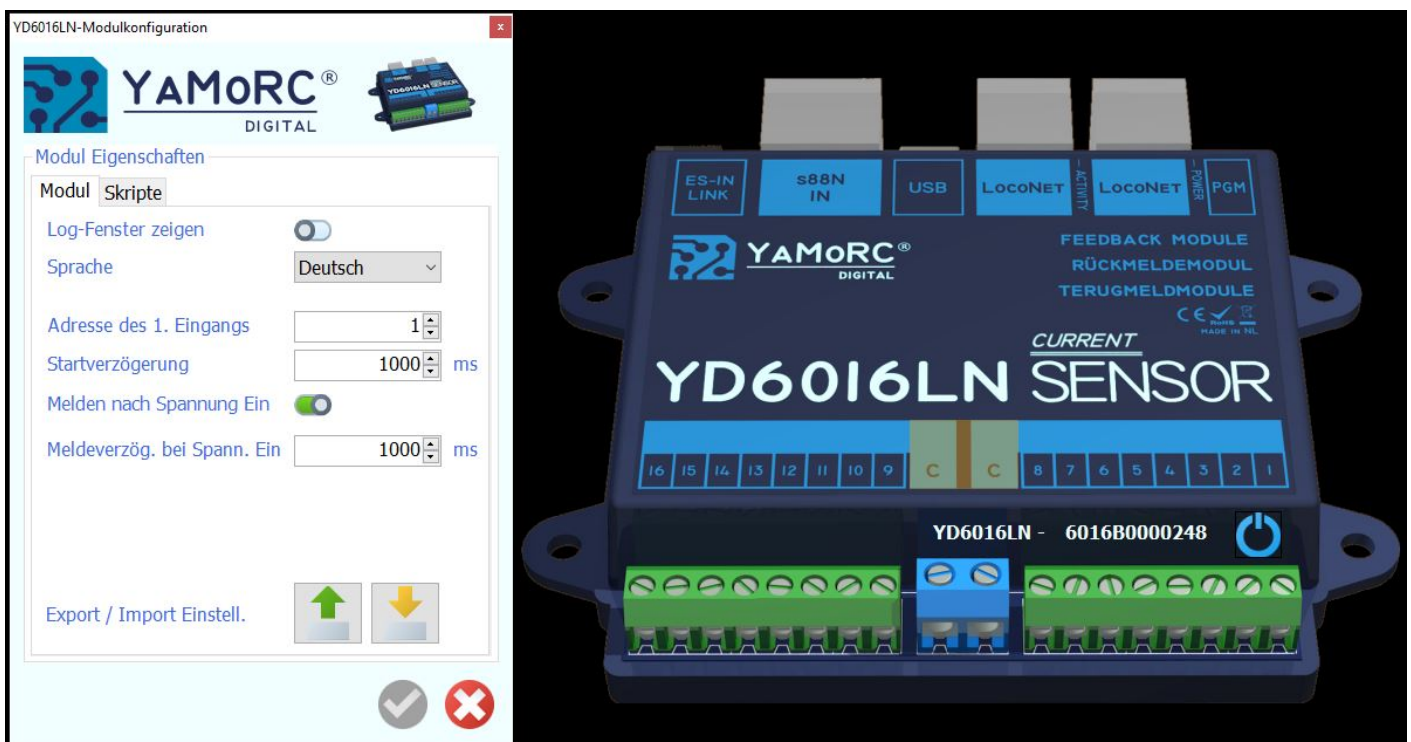 YD6016LN-Modulkonfiguration
x
YAMORC®
DIGITAL
Modul Eigenschaften
Modul Skripte
Log-Fenster zeigen
Sprache Deutsch
Adresse des 1. Eingangs 1
Startverzögerung 1000 ms
Melden nach Spannung Ein
Meldeverzög. bei Spann. Ein 1000 ms
Export / Import Einstell.
ES-IN LINK
S88N IN
USB
LOCONET
ACTIVITY
LOCONET
POWER
PGM
YAMORC®
DIGITAL
FEEDBACK MODULE
RÜCKMELDEMODUL
TERUGMELDMODULE
CE RoHS
MADE IN NL
CURRENT
YD6016LN SENSOR
16 15 14 13 12 11 10 9 C C 8 7 6 5 4 3 2 1
YD6016LN - 6016B0000248